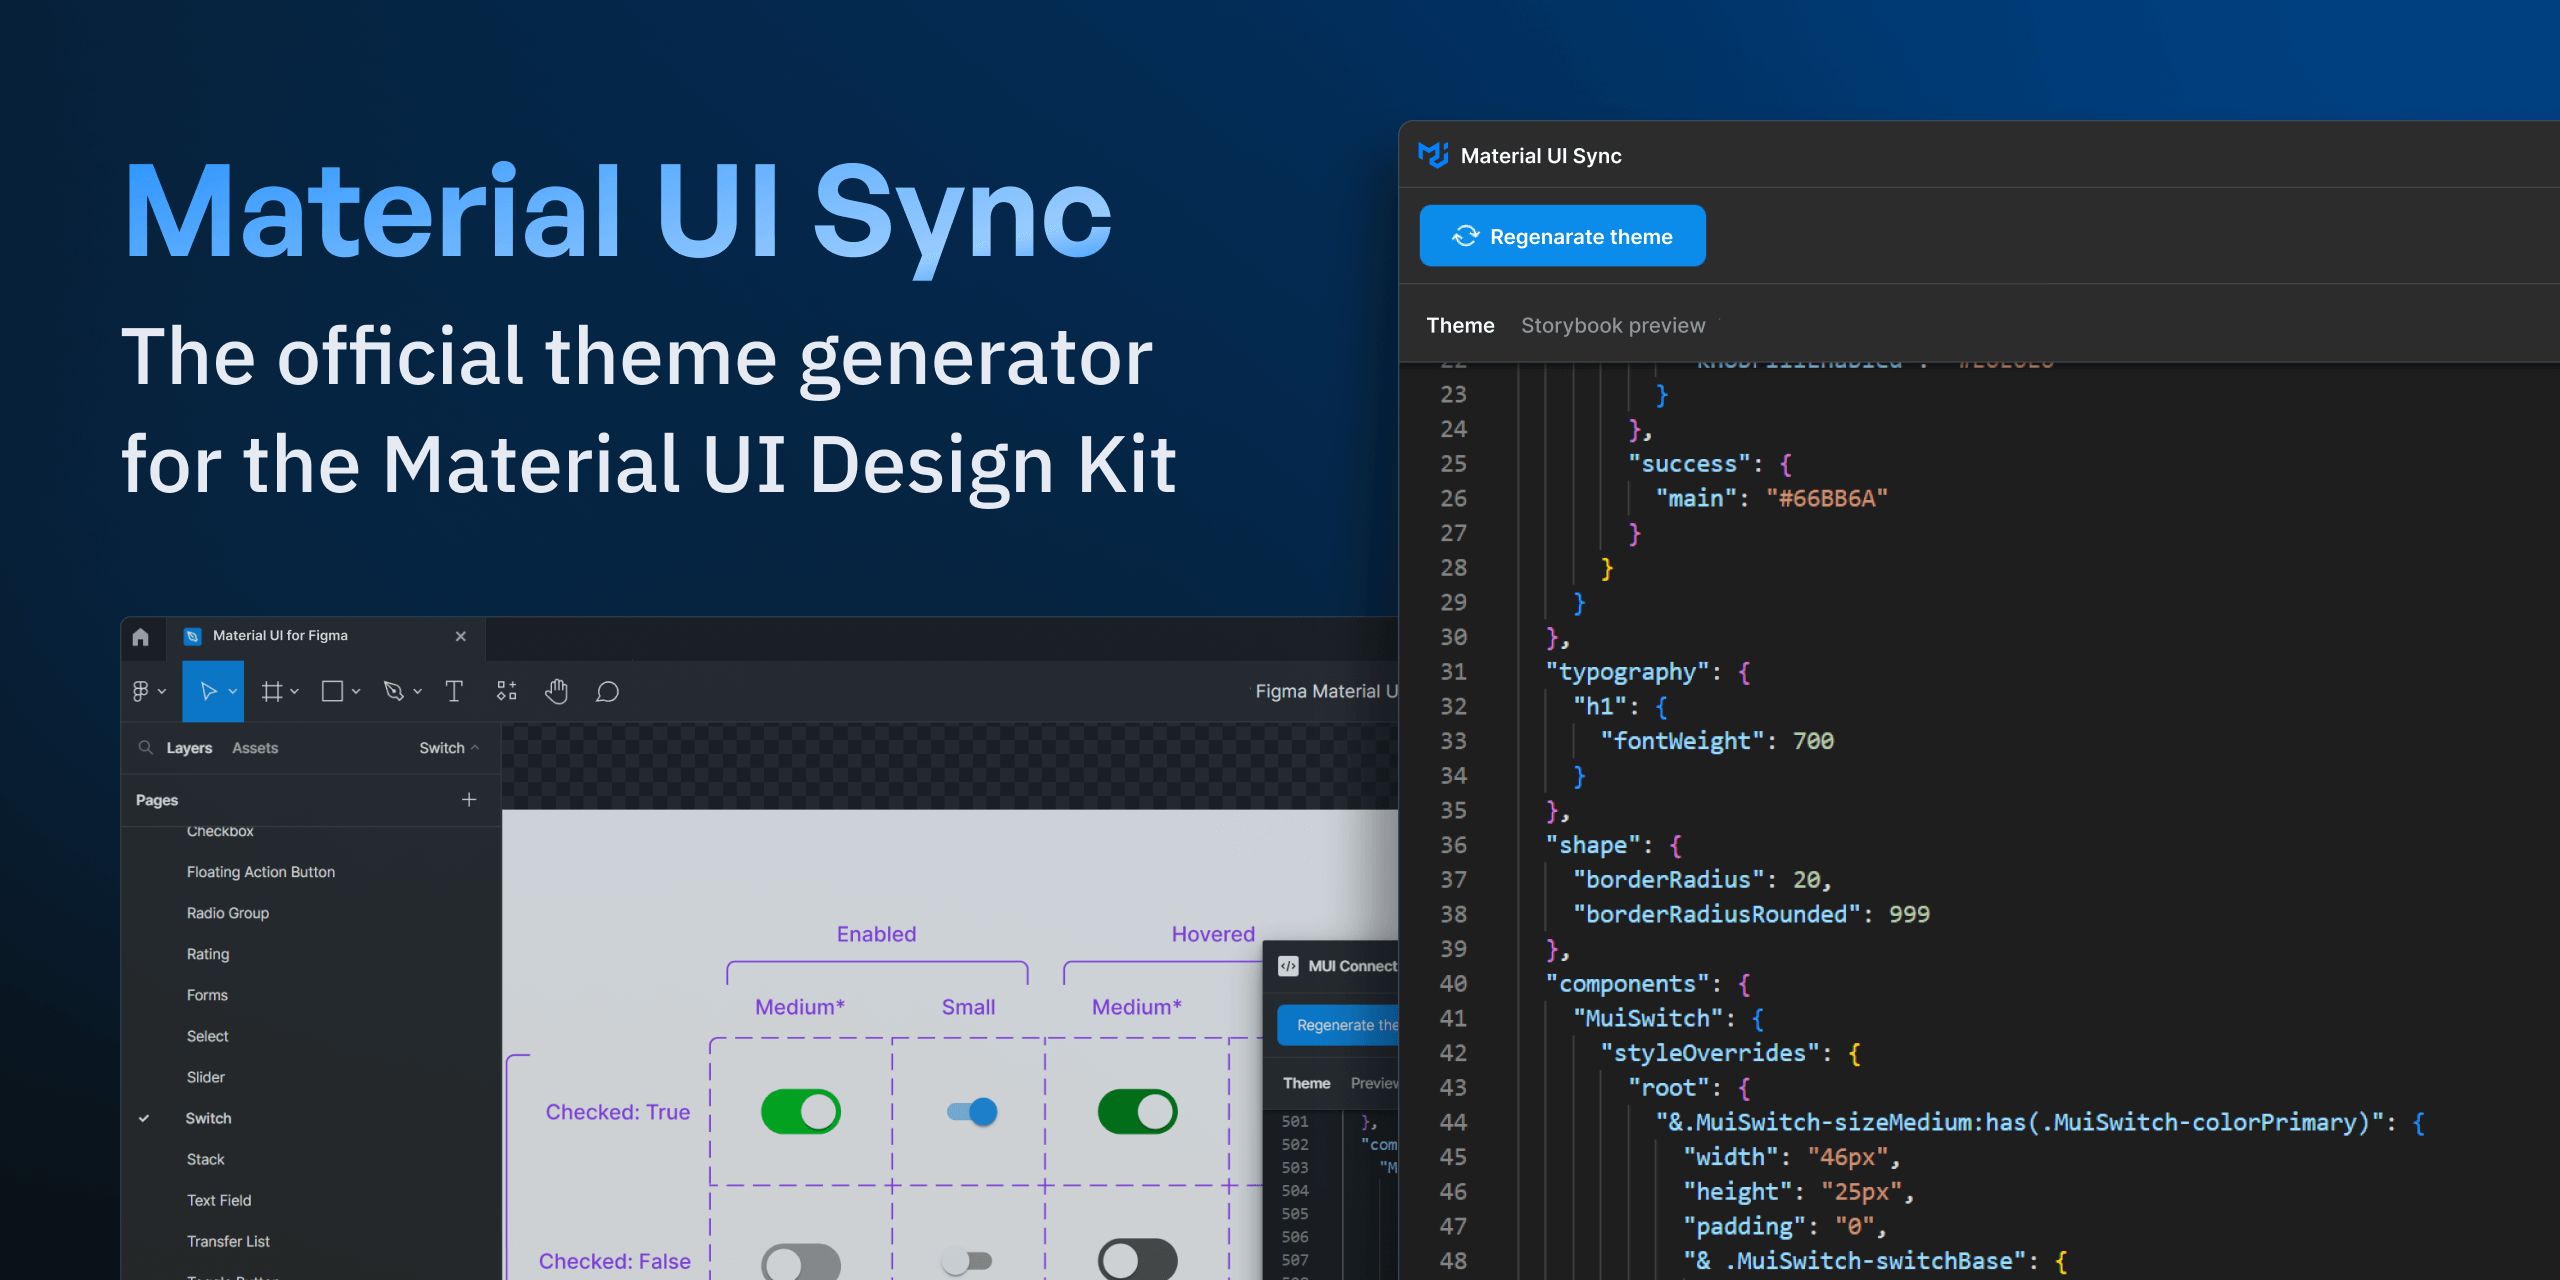 Material UI Sync
The official theme generator
for the Material UI Design Kit
Material UI for Figma
Figma Material U
Layers Assets Switch
Pages
Checkbox
Floating Action Button
Radio Group
Rating
Forms
Select
Slider
Switch
Stack
Text Field
Transfer List
Enabled Hovered
Medium* Small Medium*
Checked: True
Checked: False
MUI Connect
Regenerate the
Theme Preview
501 },
502 "com
503 "M
504
505
506
507
Material UI Sync
Regenarate theme
Theme Storybook preview
23 }
24 },
25 "success": {
26 "main": "#66BB6A"
27 }
28 }
29 }
30 },
31 "typography": {
32 "h1": {
33 "fontWeight": 700
34 }
35 },
36 "shape": {
37 "borderRadius": 20,
38 "borderRadiusRounded": 999
39 },
40 "components": {
41 "MuiSwitch": {
42 "styleOverrides": {
43 "root": {
44 "&.MuiSwitch-sizeMedium:has(.MuiSwitch-colorPrimary)": {
45 "width": "46px",
46 "height": "25px",
47 "padding": "0",
48 "& .MuiSwitch-switchBase": {